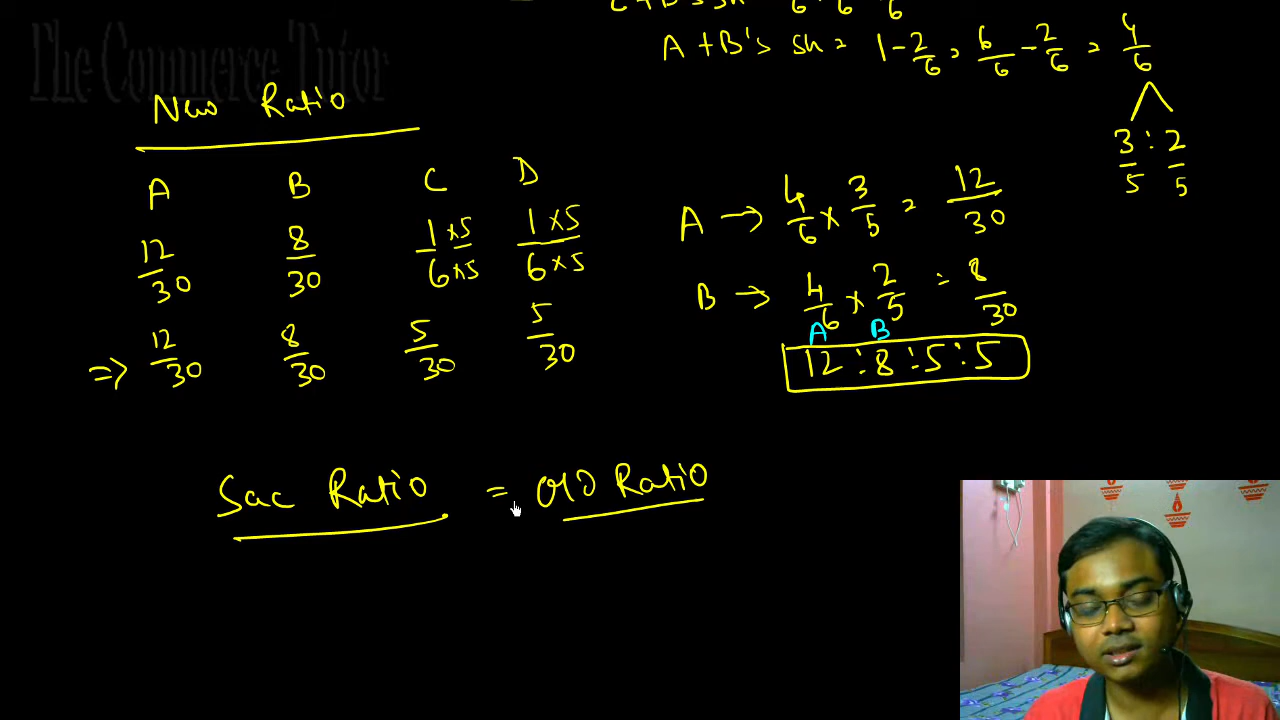 The Commerce Tutor
A + B's sh = 1 - 2/6 = 6/6 - 2/6 = 4/6
3/5 : 2/5
New Ratio
A B C D
12/30 8/30 1×5/6×5 1×5/6×5
⇒ 12/30 8/30 5/30 5/30
A → 4/6 × 3/5 = 12/30
B → 4/6 × 2/5 = 8/30
A B
12 : 8 : 5 : 5
Sac Ratio = Old Ratio